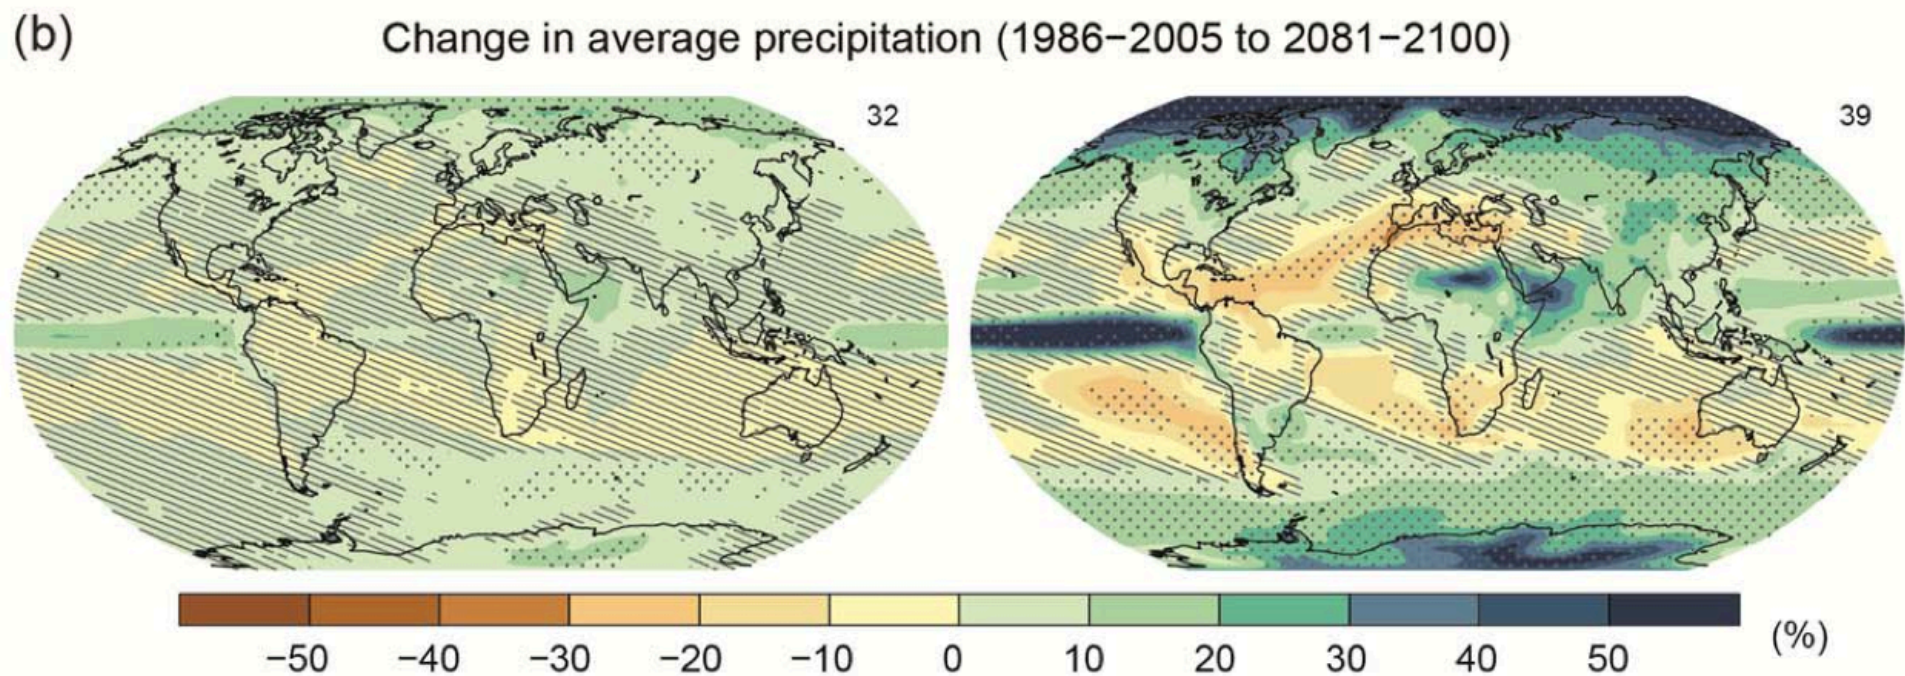 (b)
Change in average precipitation (1986−2005 to 2081−2100)
32
39
−50 −40 −30 −20 −10 0 10 20 30 40 50 (%)